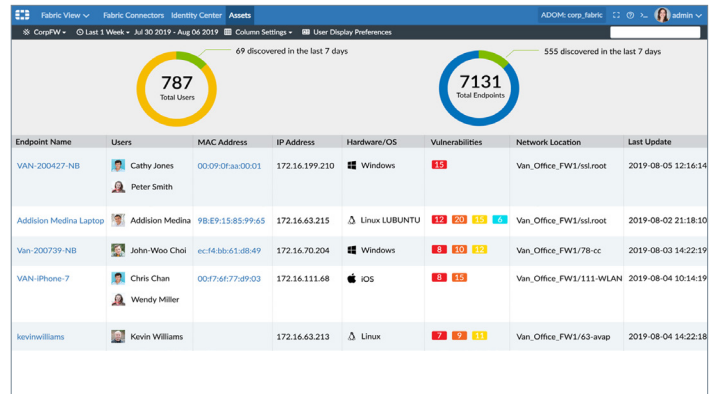 Fabric View Fabric Connectors Identity Center Assets ADOM: corp_fabric admin
CorpFW Last 1 Week Jul 30 2019 - Aug 06 2019 Column Settings User Display Preferences
69 discovered in the last 7 days
787
Total Users
555 discovered in the last 7 days
7131
Total Endpoints
Endpoint Name Users MAC Address IP Address Hardware/OS Vulnerabilities Network Location Last Update
VAN-200427-NB Cathy Jones 00:09:0f:aa:00:01 172.16.199.210 Windows 15 Van_Office_FW1/ssl.root 2019-08-05 12:16:14
Peter Smith
Addision Medina Laptop Addision Medina 9B:E9:15:85:99:65 172.16.63.215 Linux LUBUNTU 12 20 15 6 Van_Office_FW1/ssl.root 2019-08-02 21:18:10
Van-200739-NB John-Woo Choi ec:f4:bb:61:d8:49 172.16.70.204 Windows 8 10 12 Van_Office_FW1/78-cc 2019-08-03 14:22:19
VAN-iPhone-7 Chris Chan 00:f7:6f:77:d9:03 172.16.111.68 iOS 8 15 Van_Office_FW1/111-WLAN 2019-08-04 10:14:19
Wendy Miller
kevinwilliams Kevin Williams 172.16.63.213 Linux 7 9 15 Van_Office_FW1/63-avap 2019-08-04 14:22:18